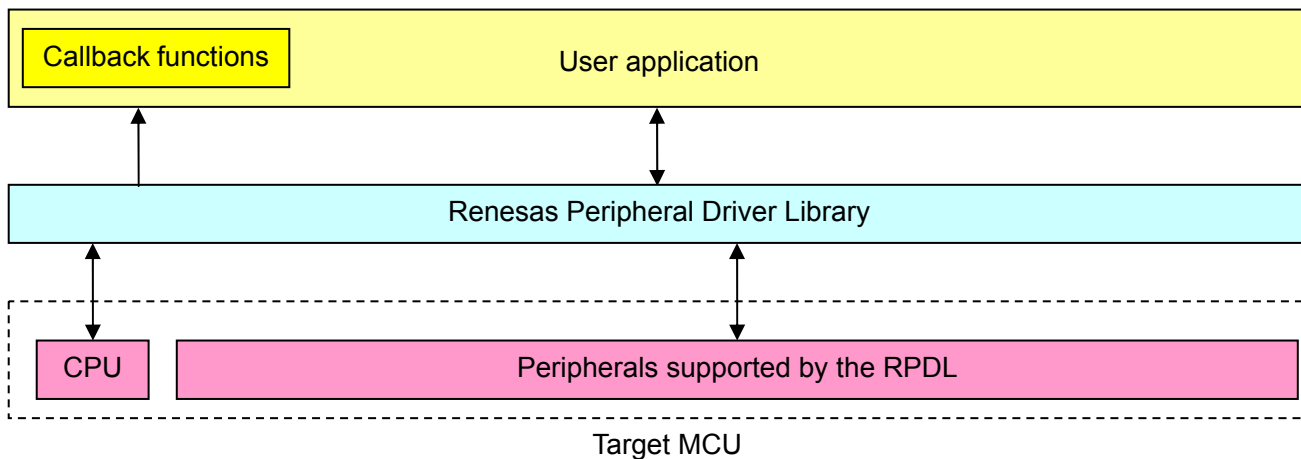 Callback functions
User application
Renesas Peripheral Driver Library
CPU
Peripherals supported by the RPDL
Target MCU